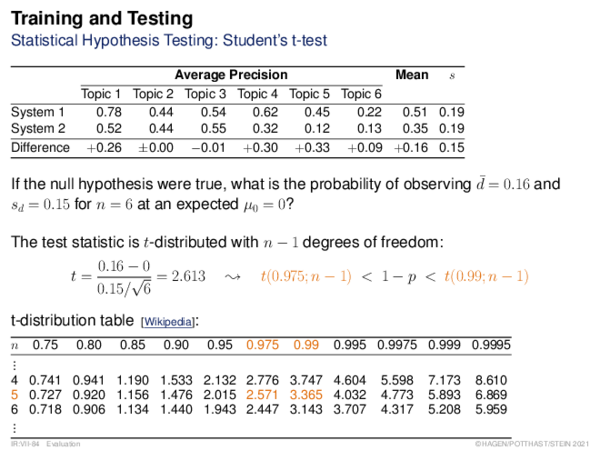 Training and Testing
Statistical Hypothesis Testing: Student's t-test
Average Precision Mean s
Topic 1 Topic 2 Topic 3 Topic 4 Topic 5 Topic 6
System 1 0.78 0.44 0.54 0.62 0.45 0.22 0.51 0.19
System 2 0.52 0.44 0.55 0.32 0.12 0.13 0.35 0.19
Difference +0.26 ±0.00 −0.01 +0.30 +0.33 +0.09 +0.16 0.15
If the null hypothesis were true, what is the probability of observing d̄ = 0.16 and
s_d = 0.15 for n = 6 at an expected μ₀ = 0?
The test statistic is t-distributed with n − 1 degrees of freedom:
t = (0.16 − 0) / (0.15/√6) = 2.613 ⇝ t(0.975; n − 1) < 1 − p < t(0.99; n − 1)
t-distribution table [Wikipedia]:
n 0.75 0.80 0.85 0.90 0.95 0.975 0.99 0.995 0.9975 0.999 0.9995
⋮
4 0.741 0.941 1.190 1.533 2.132 2.776 3.747 4.604 5.598 7.173 8.610
5 0.727 0.920 1.156 1.476 2.015 2.571 3.365 4.032 4.773 5.893 6.869
6 0.718 0.906 1.134 1.440 1.943 2.447 3.143 3.707 4.317 5.208 5.959
⋮
IR:VII-84 Evaluation ©HAGEN/POTTHAST/STEIN 2021